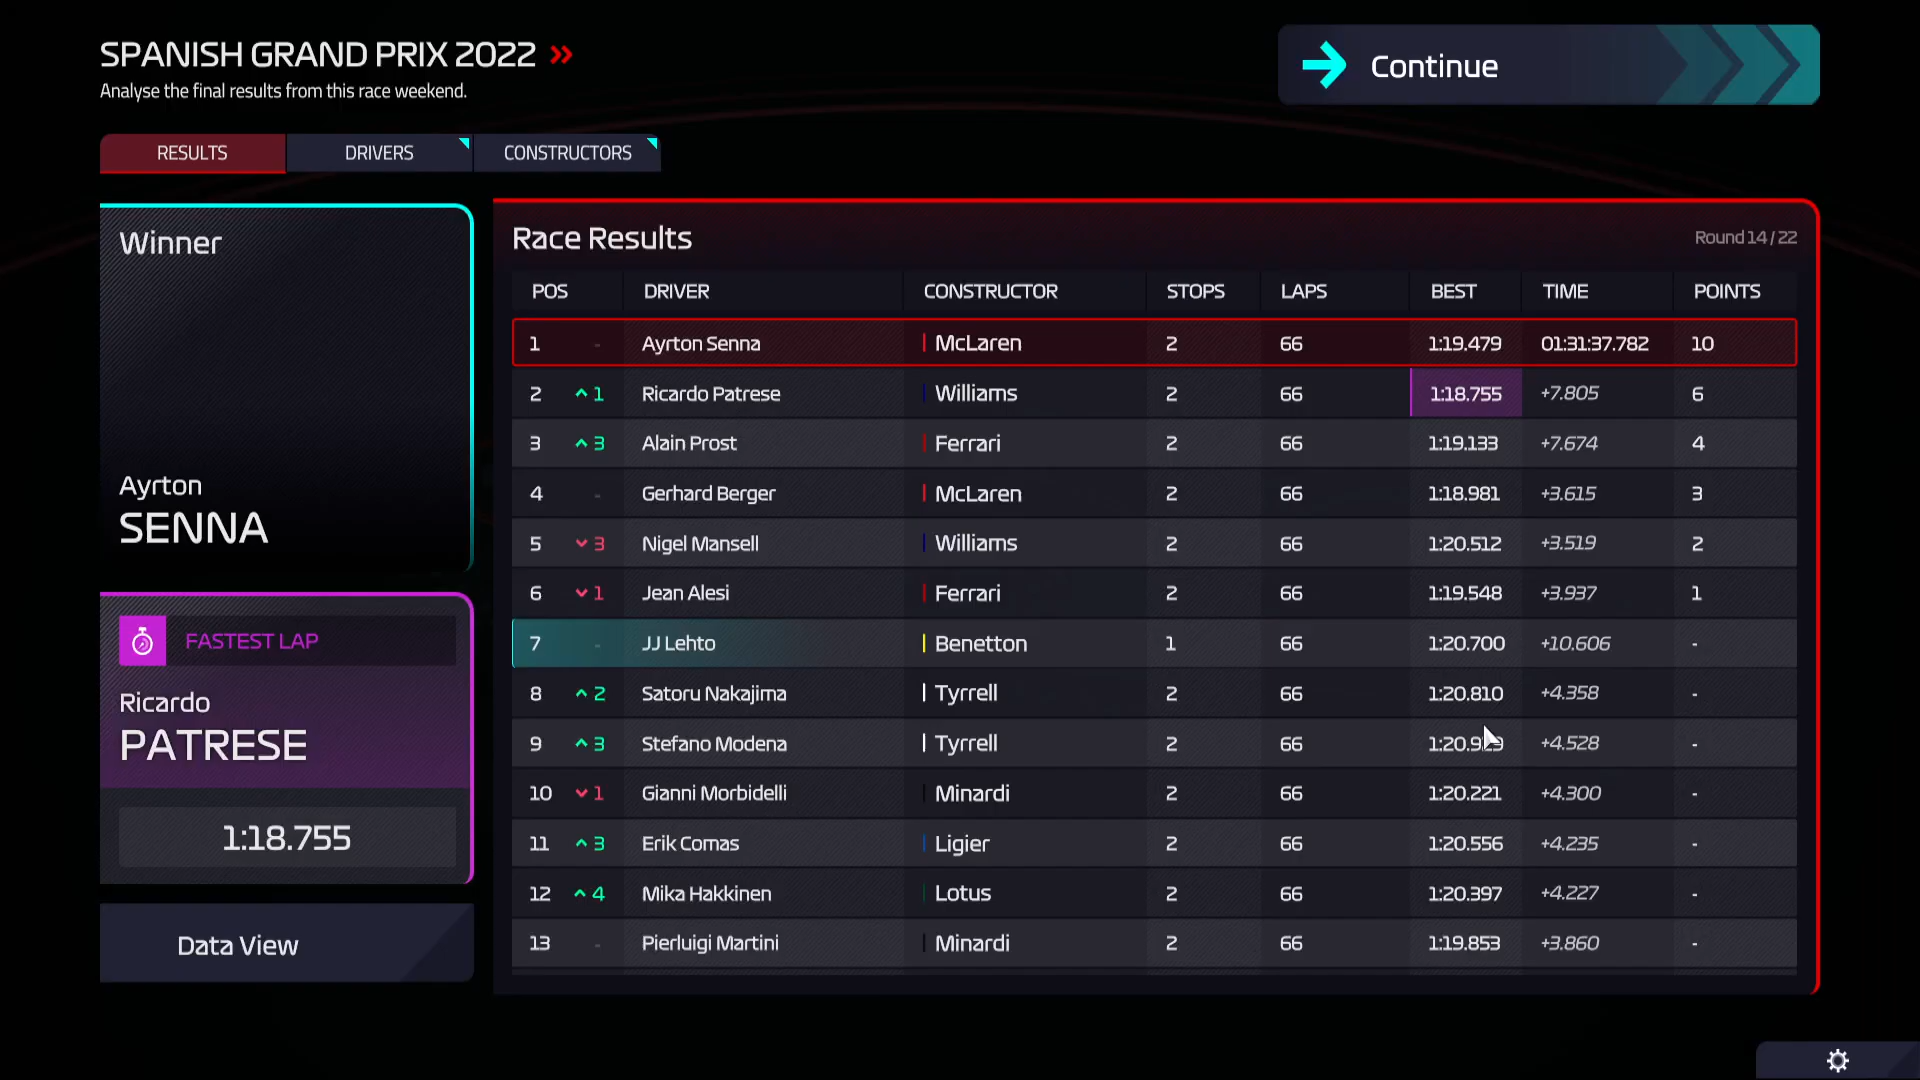 SPANISH GRAND PRIX 2022
Analyse the final results from this race weekend.
Continue
RESULTS
DRIVERS
CONSTRUCTORS
Winner
Ayrton
SENNA
FASTEST LAP
Ricardo
PATRESE
1:18.755
Data View
Race Results
Round 14 / 22
POS DRIVER CONSTRUCTOR STOPS LAPS BEST TIME POINTS
1 - Ayrton Senna McLaren 2 66 1:19.479 01:31:37.782 10
2 1 Ricardo Patrese Williams 2 66 1:18.755 +7.805 6
3 3 Alain Prost Ferrari 2 66 1:19.133 +7.674 4
4 - Gerhard Berger McLaren 2 66 1:18.981 +3.615 3
5 3 Nigel Mansell Williams 2 66 1:20.512 +3.519 2
6 1 Jean Alesi Ferrari 2 66 1:19.548 +3.937 1
7 - JJ Lehto Benetton 1 66 1:20.700 +10.606 -
8 2 Satoru Nakajima Tyrrell 2 66 1:20.810 +4.358 -
9 3 Stefano Modena Tyrrell 2 66 +4.528 -
10 1 Gianni Morbidelli Minardi 2 66 1:20.221 +4.300 -
11 3 Erik Comas Ligier 2 66 1:20.556 +4.235 -
12 4 Mika Hakkinen Lotus 2 66 1:20.397 +4.227 -
13 - Pierluigi Martini Minardi 2 66 1:19.853 +3.860 -